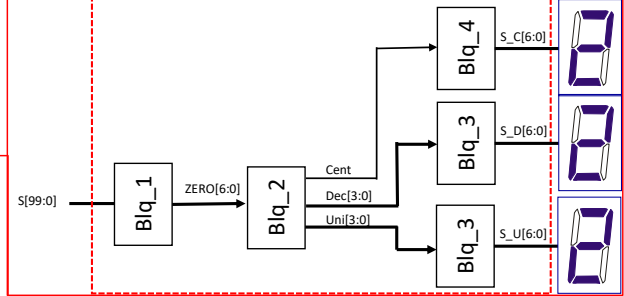 S_C[6:0]
Blq_4
S_D[6:0]
Blq_3
Cent
ZERO[6:0]
Dec[3:0]
S[99:0]
Blq_1
Blq_2
Uni[3:0]
S_U[6:0]
Blq_3